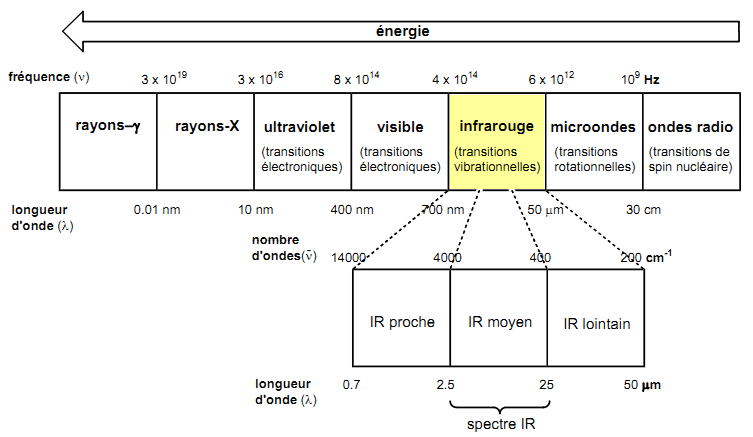 énergie
fréquence (ν) 3 x 10¹⁹ 3 x 10¹⁶ 8 x 10¹⁴ 4 x 10¹⁴ 6 x 10¹² 10⁹ Hz
rayons–γ rayons-X ultraviolet visible infrarouge microondes ondes radio
(transitions (transitions (transitions (transitions (transitions de
électroniques) électroniques) vibrationnelles) rotationnelles) spin nucléaire)
longueur
d'onde (λ) 0.01 nm 10 nm 400 nm 700 nm 50 μm 30 cm
nombre
d'ondes(ν̄) 14000 4000 400 200 cm⁻¹
IR proche IR moyen IR lointain
longueur
d'onde (λ) 0.7 2.5 25 50 μm
spectre IR